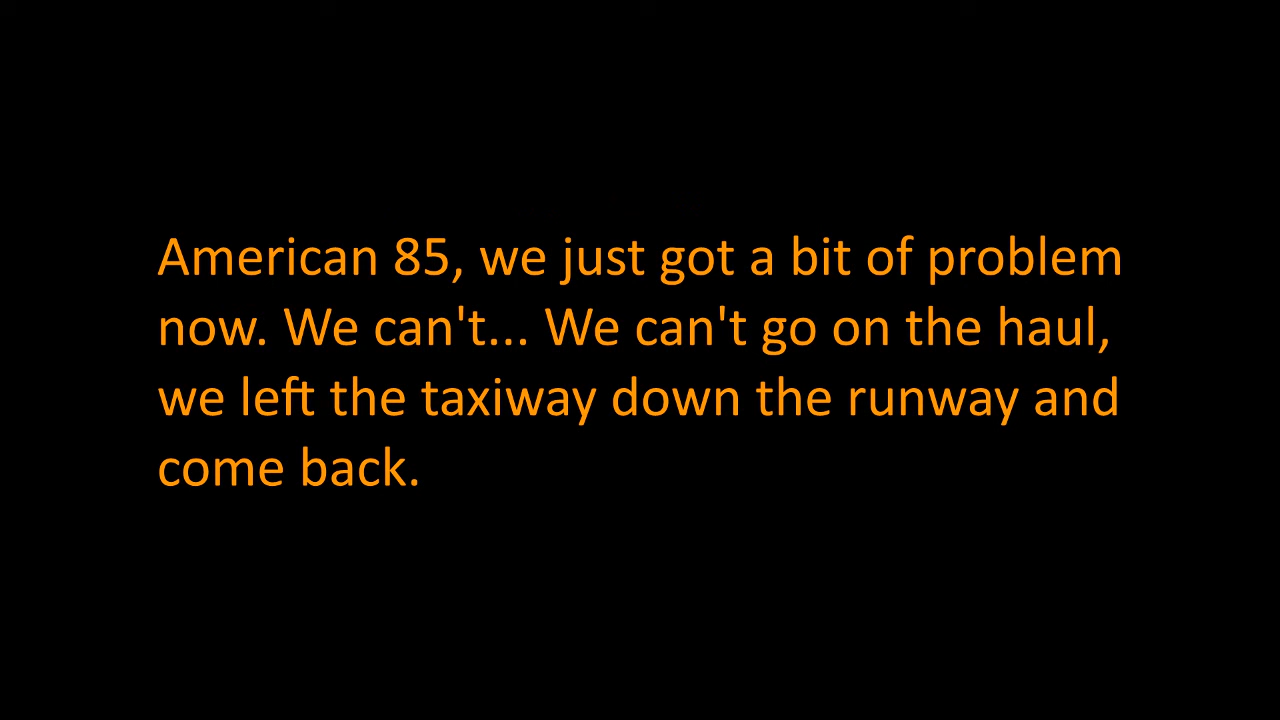 American 85, we just got a bit of problem
now. We can't... We can't go on the haul,
we left the taxiway down the runway and
come back.